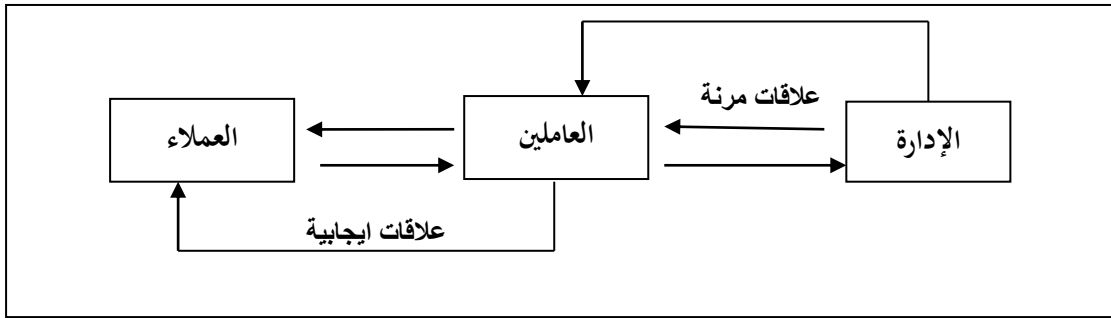 علاقات مرنة
الإدارة
العاملين
العملاء
علاقات ايجابية